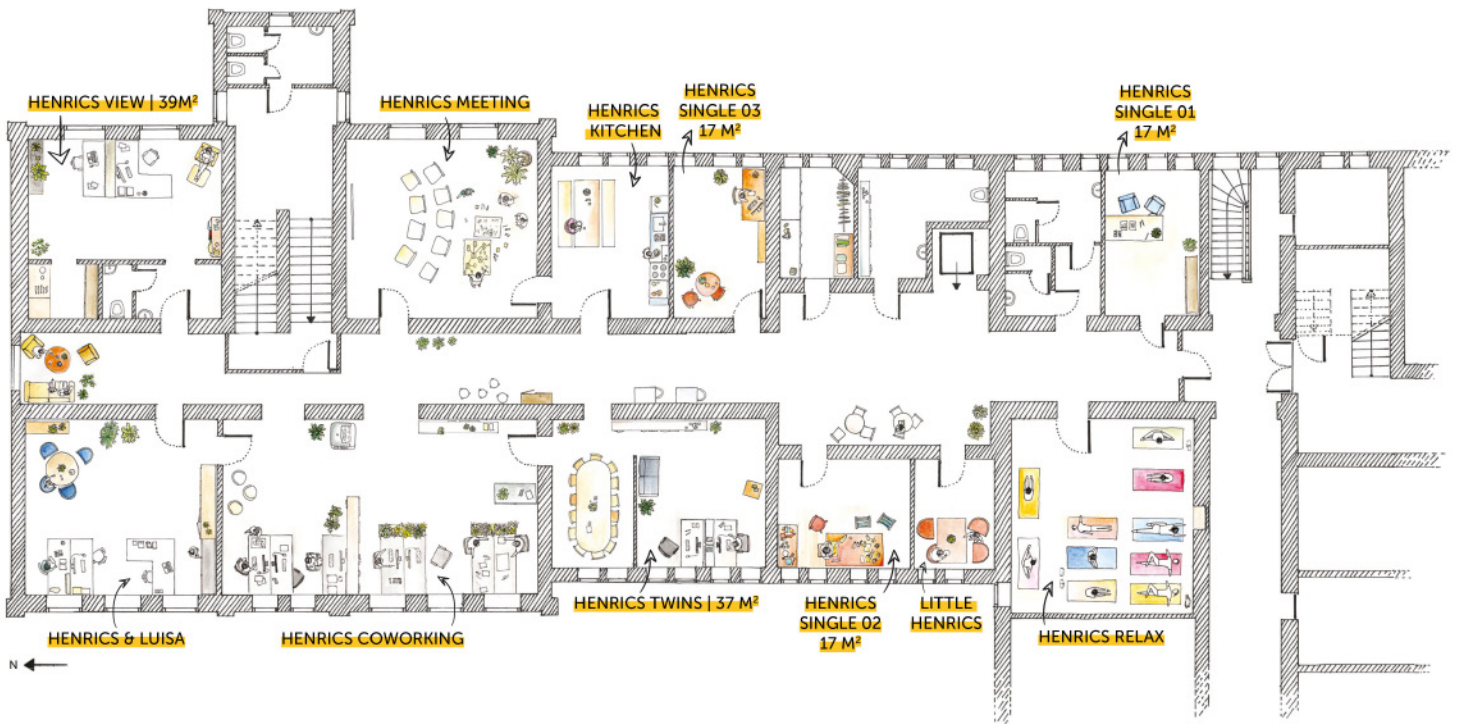 HENRICS VIEW | 39M²
HENRICS MEETING
HENRICS
KITCHEN
HENRICS
SINGLE 03
17 M²
HENRICS
SINGLE 01
17 M²
HENRICS & LUISA
HENRICS COWORKING
HENRICS TWINS | 37 M²
HENRICS
SINGLE 02
17 M²
LITTLE
HENRICS
HENRICS RELAX
N